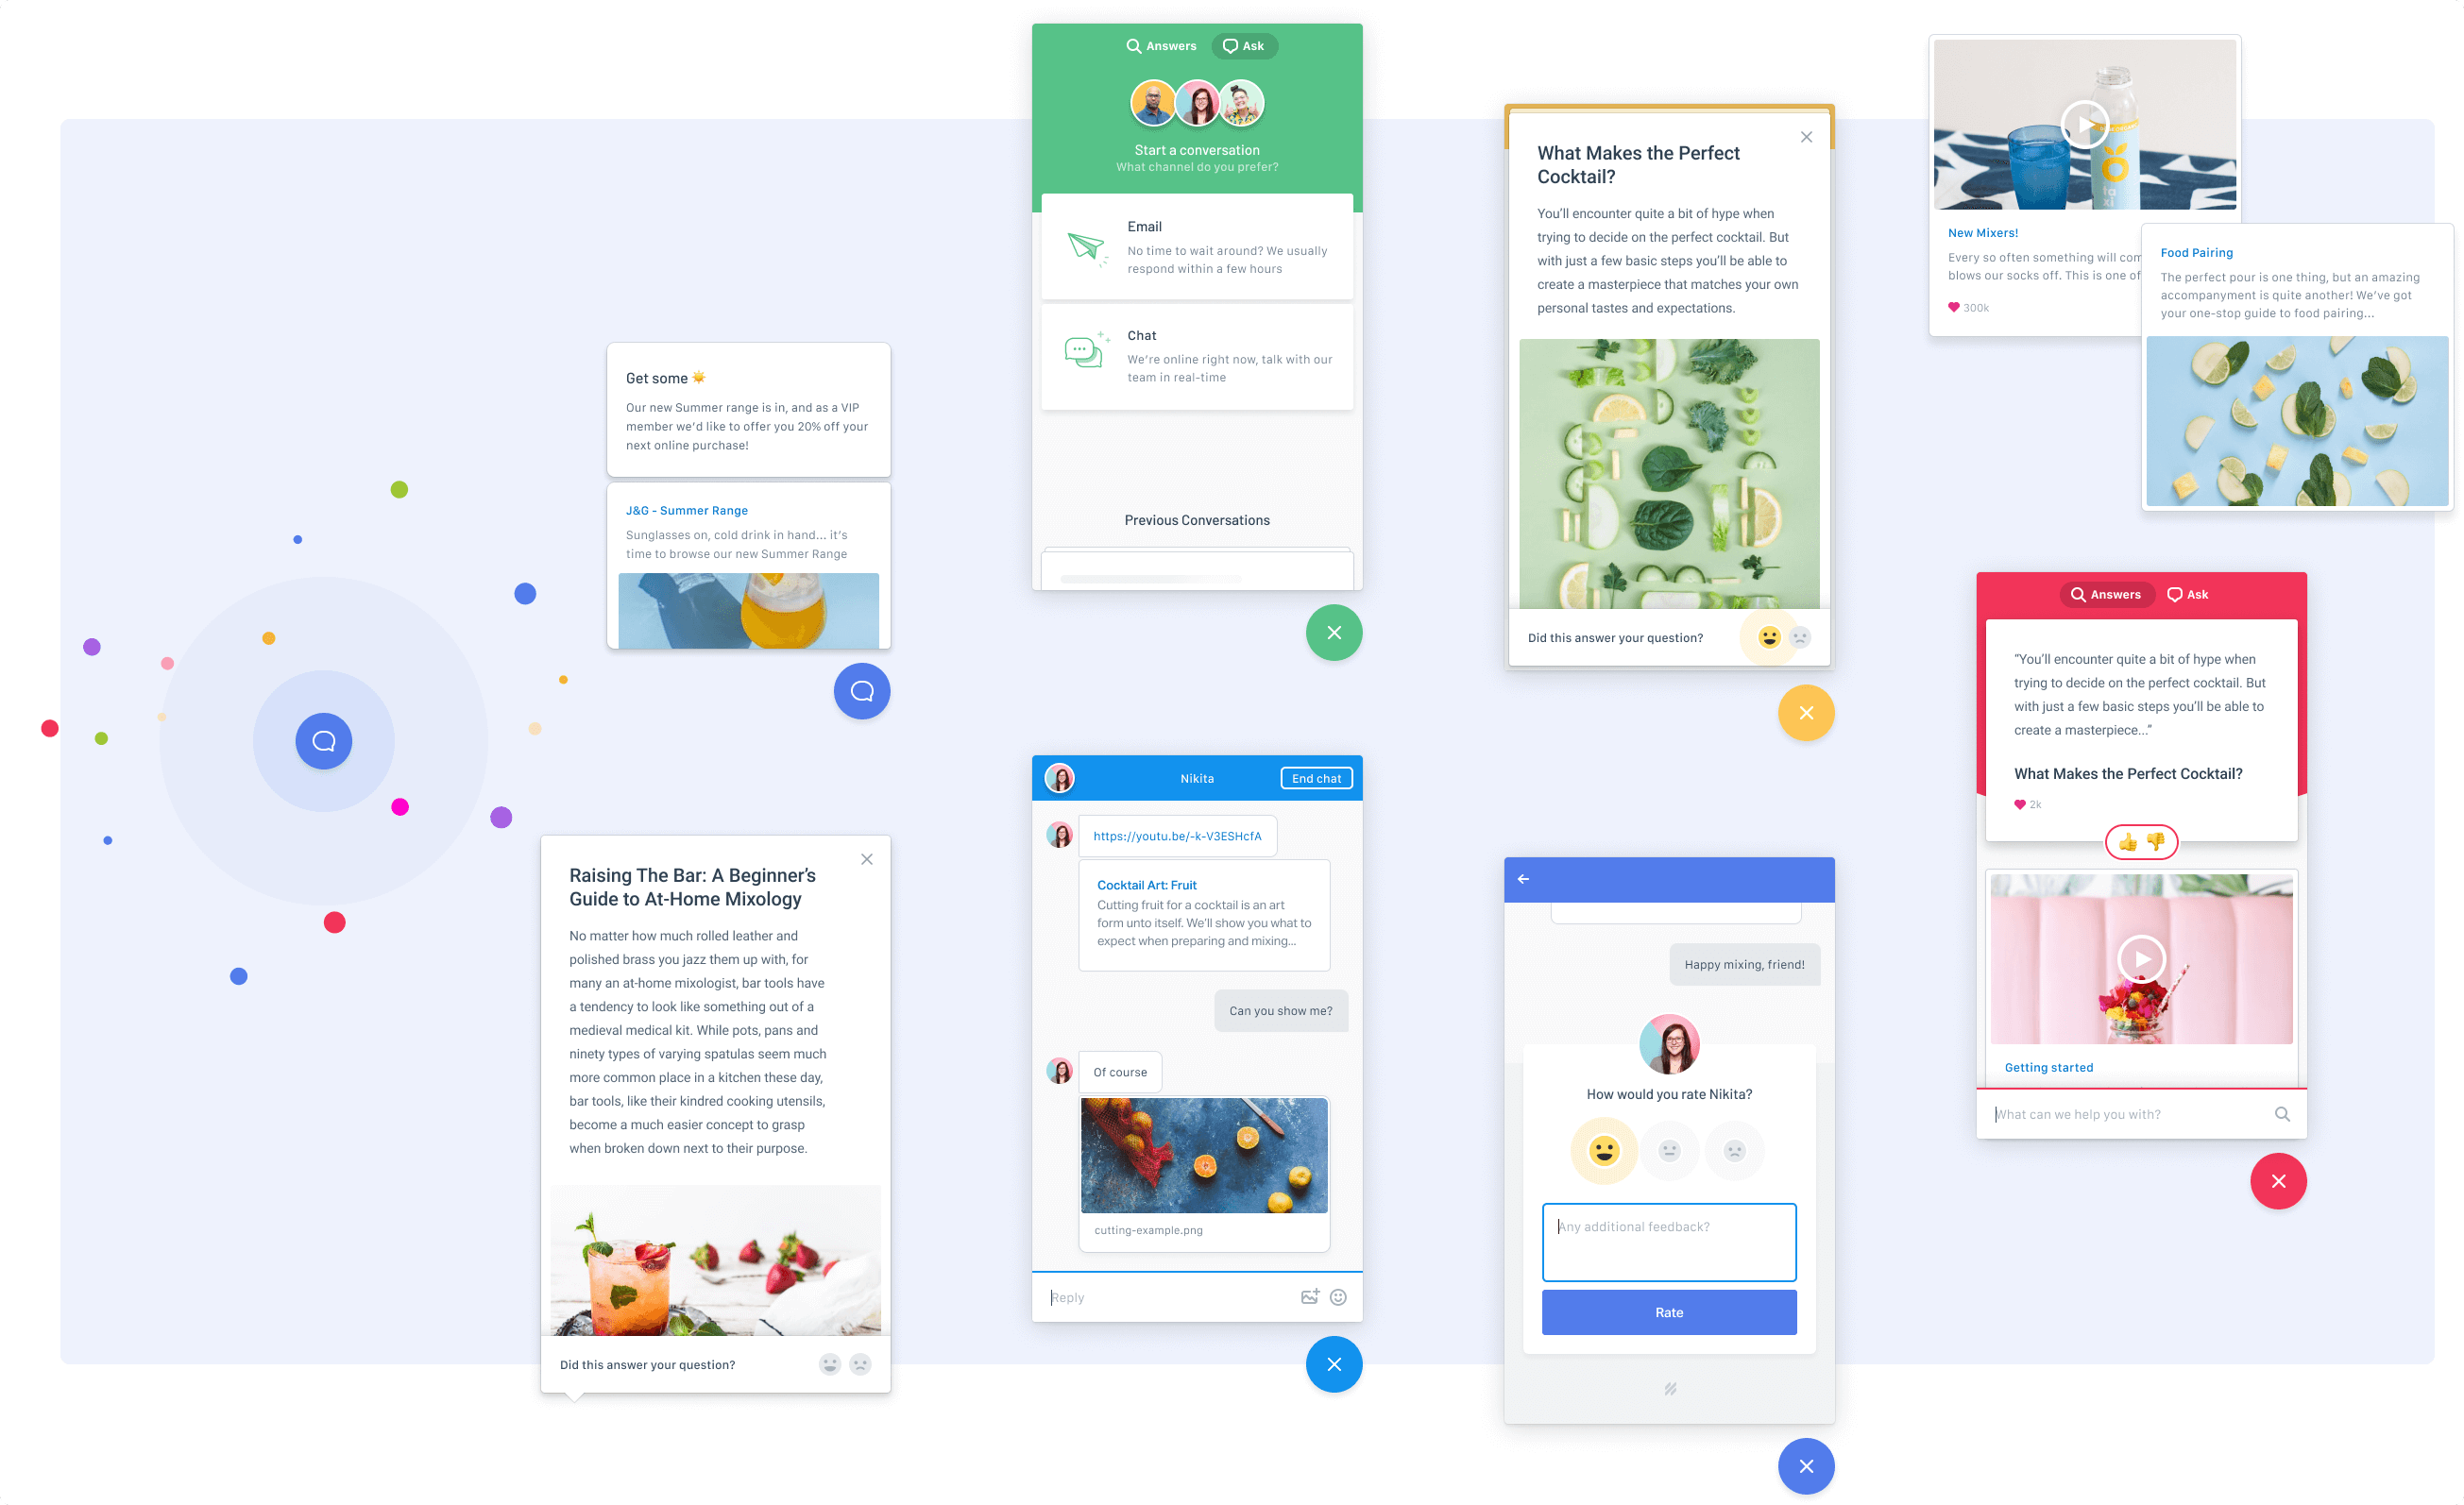 Get some
Our new Summer range is in, and as a VIP
member we'd like to offer you 20% off your
next online purchase!
J&G - Summer Range
Sunglasses on, cold drink in hand... it's
time to browse our new Summer Range
Raising The Bar: A Beginner's
Guide to At-Home Mixology
No matter how much rolled leather and
polished brass you jazz them up with, for
many an at-home mixologist, bar tools have
a tendency to look like something out of a
medieval medical kit. While pots, pans and
ninety types of varying spatulas seem much
more common place in a kitchen these day,
bar tools, like their kindred cooking utensils,
become a much easier concept to grasp
when broken down next to their purpose.
Did this answer your question?
Answers Ask
Start a conversation
What channel do you prefer?
Email
No time to wait around? We usually
respond within a few hours
Chat
We're online right now, talk with our
team in real-time
Previous Conversations
Nikita End chat
https://youtu.be/-k-V3ESHcfA
Cocktail Art: Fruit
Cutting fruit for a cocktail is an art
form unto itself. We'll show you what to
expect when preparing and mixing...
Can you show me?
Of course
cutting-example.png
Reply
What Makes the Perfect
Cocktail?
You'll encounter quite a bit of hype when
trying to decide on the perfect cocktail. But
with just a few basic steps you'll be able to
create a masterpiece that matches your own
personal tastes and expectations.
Did this answer your question?
Happy mixing, friend!
How would you rate Nikita?
Any additional feedback?
Rate
ta
xi
New Mixers!
Every so often something will com
blows our socks off. This is one of
300k
Food Pairing
The perfect pour is one thing, but an amazing
accompanyment is quite another! We've got
your one-stop guide to food pairing...
Answers Ask
"You'll encounter quite a bit of hype when
trying to decide on the perfect cocktail. But
with just a few basic steps you'll be able to
create a masterpiece..."
What Makes the Perfect Cocktail?
2k
Getting started
What can we help you with?